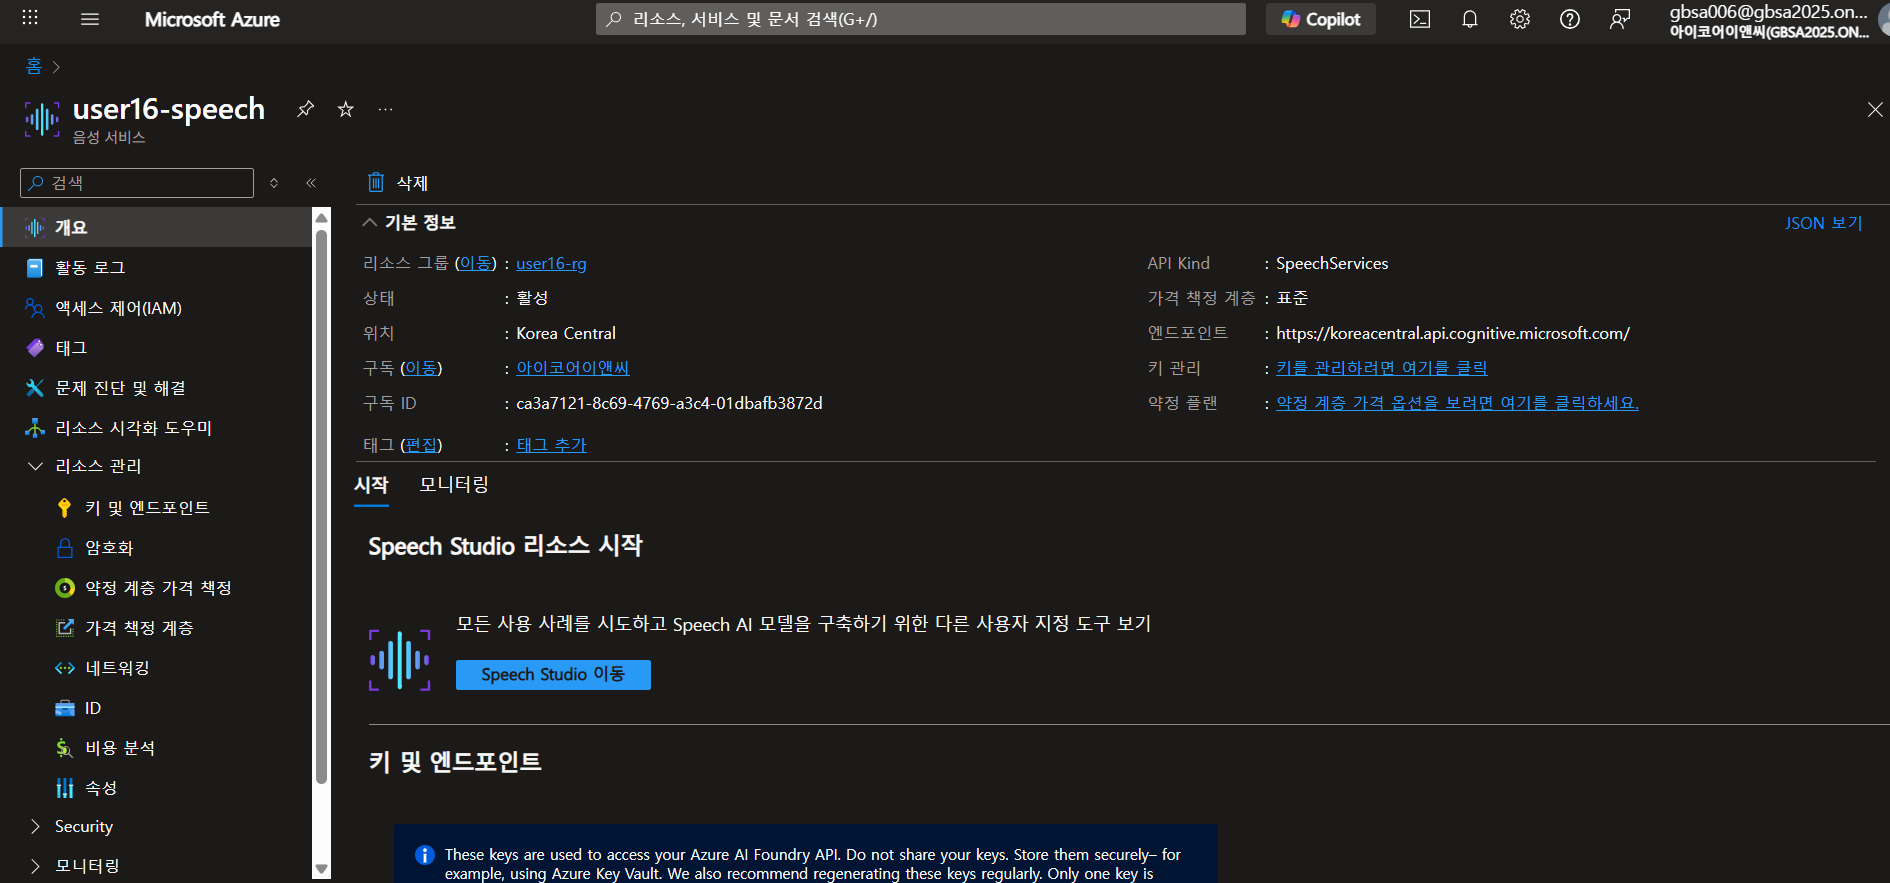 Microsoft Azure
리소스, 서비스 및 문서 검색(G+/)
Copilot
gbsa006@gbsa2025.on...
아이코어이앤씨(GBSA2025.ON...
홈
user16-speech
음성 서비스
검색
개요
활동 로그
액세스 제어(IAM)
태그
문제 진단 및 해결
리소스 시각화 도우미
리소스 관리
키 및 엔드포인트
암호화
약정 계층 가격 책정
가격 책정 계층
네트워킹
ID
비용 분석
속성
Security
모니터링
삭제
기본 정보
JSON 보기
리소스 그룹 (이동) : user16-rg
상태 : 활성
위치 : Korea Central
구독 (이동) : 아이코어이앤씨
구독 ID : ca3a7121-8c69-4769-a3c4-01dbafb3872d
태그 (편집) : 태그 추가
API Kind : SpeechServices
가격 책정 계층 : 표준
엔드포인트 : https://koreacentral.api.cognitive.microsoft.com/
키 관리 : 키를 관리하려면 여기를 클릭
약정 플랜 : 약정 계층 가격 옵션을 보려면 여기를 클릭하세요.
시작 모니터링
Speech Studio 리소스 시작
모든 사용 사례를 시도하고 Speech AI 모델을 구축하기 위한 다른 사용자 지정 도구 보기
Speech Studio 이동
키 및 엔드포인트
These keys are used to access your Azure AI Foundry API. Do not share your keys. Store them securely– for
example, using Azure Key Vault. We also recommend regenerating these keys regularly. Only one key is